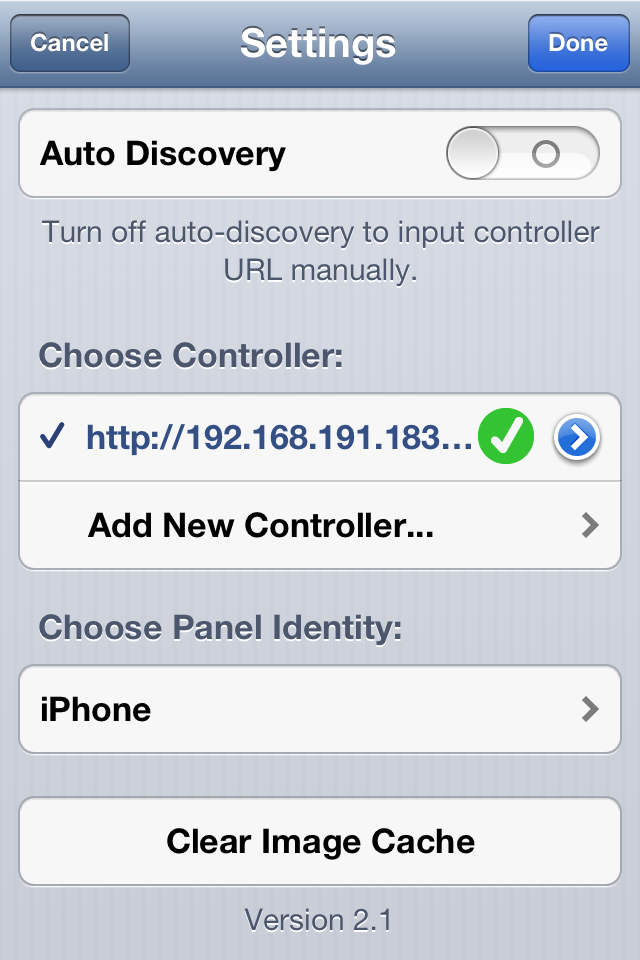 Cancel
Settings
Done
Auto Discovery
Turn off auto-discovery to input controller
URL manually.
Choose Controller:
http://192.168.191.183...
Add New Controller...
Choose Panel Identity:
iPhone
Clear Image Cache
Version 2.1